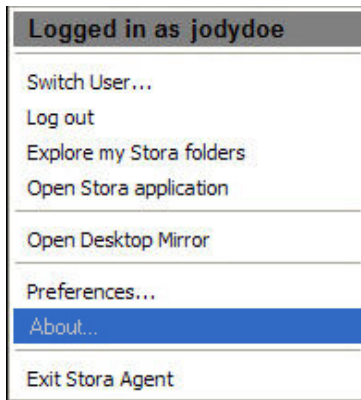 Logged in as jodydoe
Switch User...
Log out
Explore my Stora folders
Open Stora application
Open Desktop Mirror
Preferences...
About...
Exit Stora Agent